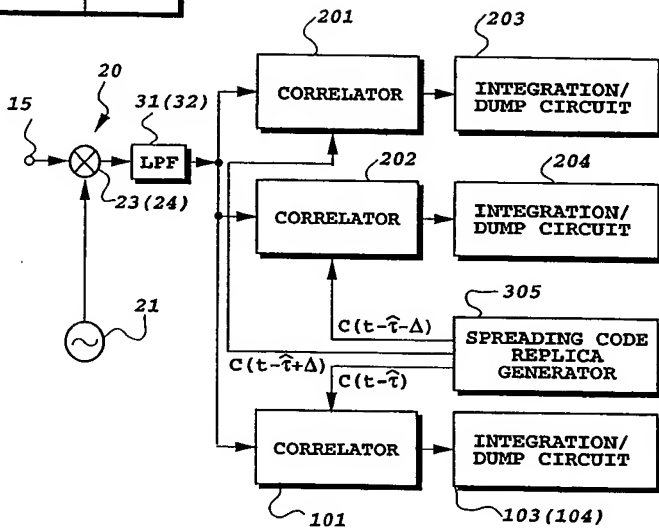 201
203
20
31(32)
15
CORRELATOR
INTEGRATION/
DUMP CIRCUIT
LPF
202
204
23(24)
CORRELATOR
INTEGRATION/
DUMP CIRCUIT
21
305
C(t-τ̂-Δ)
SPREADING CODE
REPLICA
GENERATOR
C(t-τ̂+Δ)
C(t-τ̂)
CORRELATOR
INTEGRATION/
DUMP CIRCUIT
101
103(104)